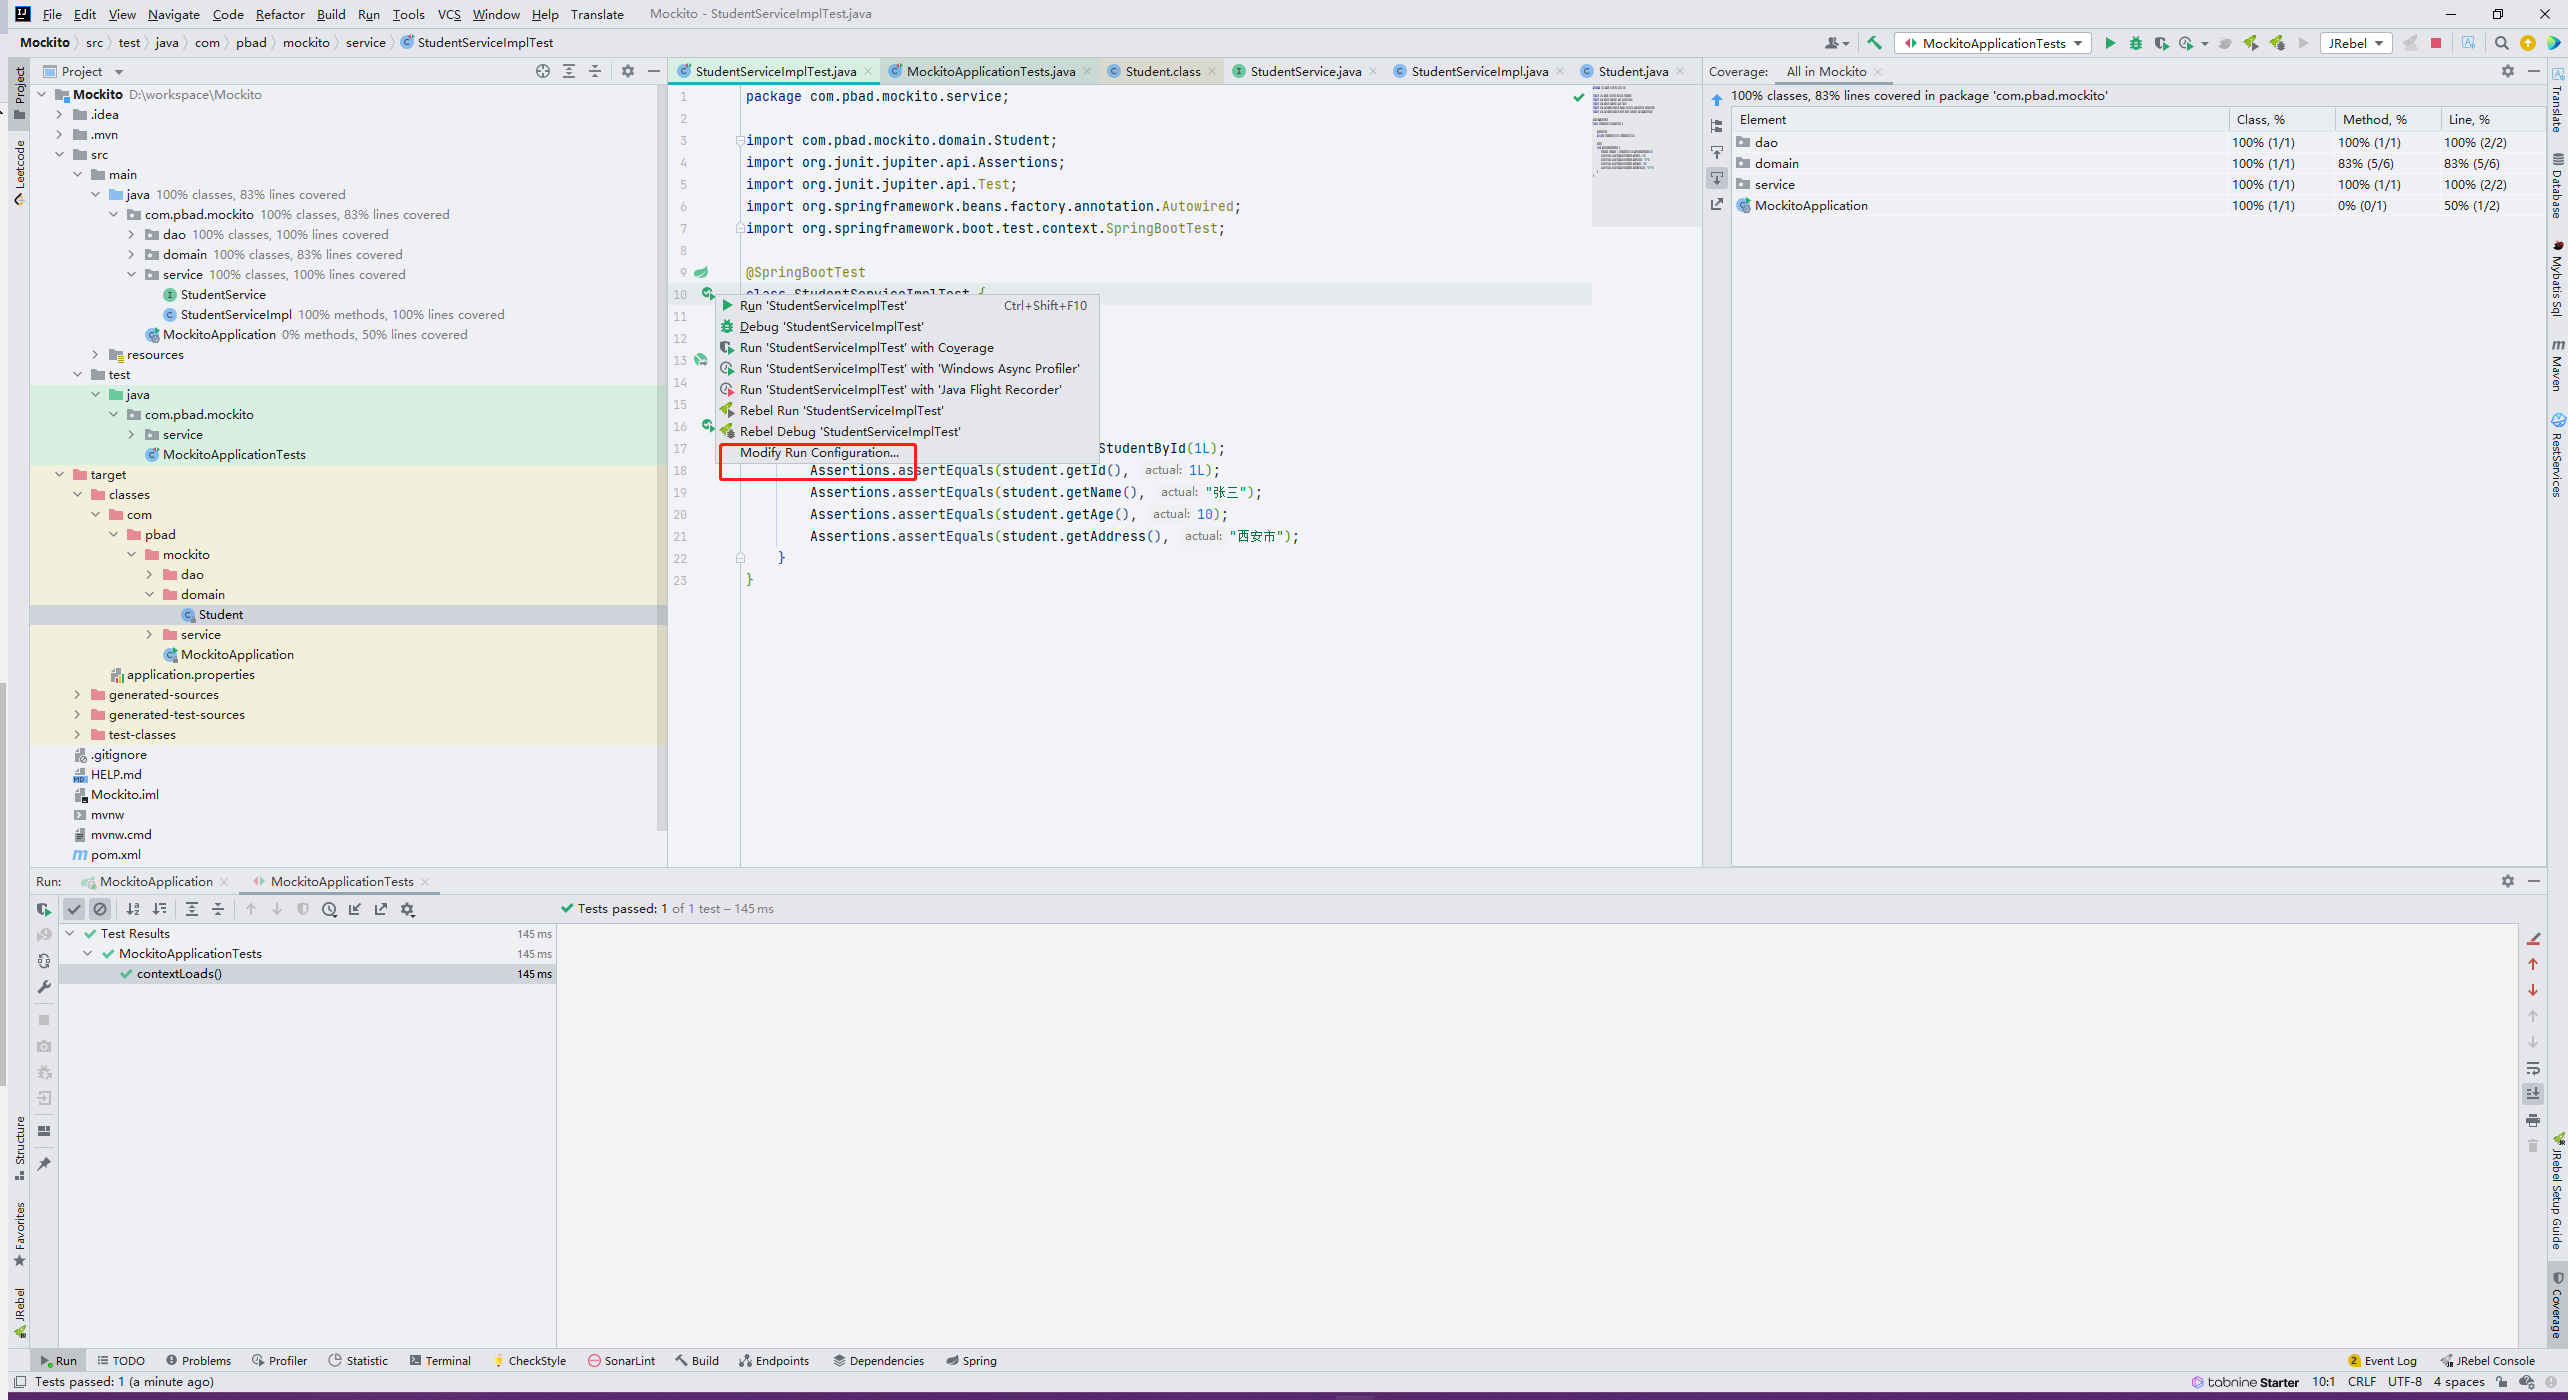 File Edit View Navigate Code Refactor Build Run Tools VCS Window Help Translate Mockito - StudentServiceImplTest.java
Mockito src test java com pbad mockito service StudentServiceImplTest
MockitoApplicationTests
JRebel
Project
StudentServiceImplTest.java
MockitoApplicationTests.java
Student.class
StudentService.java
StudentServiceImpl.java
Student.java
Coverage: All in Mockito
Project
Leetcode
Structure
Favorites
JRebel
Mockito D:\workspace\Mockito
.idea
.mvn
src
main
java 100% classes, 83% lines covered
com.pbad.mockito 100% classes, 83% lines covered
dao 100% classes, 100% lines covered
domain 100% classes, 83% lines covered
service 100% classes, 100% lines covered
StudentService
StudentServiceImpl 100% methods, 100% lines covered
MockitoApplication 0% methods, 50% lines covered
resources
test
java
com.pbad.mockito
service
MockitoApplicationTests
target
classes
com
pbad
mockito
dao
domain
Student
service
MockitoApplication
application.properties
generated-sources
generated-test-sources
test-classes
.gitignore
HELP.md
Mockito.iml
mvnw
mvnw.cmd
pom.xml
1 package com.pbad.mockito.service;
2
3 import com.pbad.mockito.domain.Student;
4 import org.junit.jupiter.api.Assertions;
5 import org.junit.jupiter.api.Test;
6 import org.springframework.beans.factory.annotation.Autowired;
7 import org.springframework.boot.test.context.SpringBootTest;
8
9 @SpringBootTest
10 class StudentServiceImplTest {
11
12
13
14
15
16
17 StudentById(1L);
18 Assertions.assertEquals(student.getId(), actual: 1L);
19 Assertions.assertEquals(student.getName(), actual: "张三");
20 Assertions.assertEquals(student.getAge(), actual: 10);
21 Assertions.assertEquals(student.getAddress(), actual: "西安市");
22 }
23 }
Run 'StudentServiceImplTest' Ctrl+Shift+F10
Debug 'StudentServiceImplTest'
Run 'StudentServiceImplTest' with Coverage
Run 'StudentServiceImplTest' with 'Windows Async Profiler'
Run 'StudentServiceImplTest' with 'Java Flight Recorder'
Rebel Run 'StudentServiceImplTest'
Rebel Debug 'StudentServiceImplTest'
Modify Run Configuration...
100% classes, 83% lines covered in package 'com.pbad.mockito'
Element Class, % Method, % Line, %
dao 100% (1/1) 100% (1/1) 100% (2/2)
domain 100% (1/1) 83% (5/6) 83% (5/6)
service 100% (1/1) 100% (1/1) 100% (2/2)
MockitoApplication 100% (1/1) 0% (0/1) 50% (1/2)
Translate
Database
Mybatis Sql
Maven
RestServices
JRebel Setup Guide
Coverage
Run: MockitoApplication MockitoApplicationTests
Tests passed: 1 of 1 test – 145 ms
Test Results 145 ms
MockitoApplicationTests 145 ms
contextLoads() 145 ms
Run TODO Problems Profiler Statistic Terminal CheckStyle SonarLint Build Endpoints Dependencies Spring
2 Event Log JRebel Console
Tests passed: 1 (a minute ago)
tabnine Starter 10:1 CRLF UTF-8 4 spaces